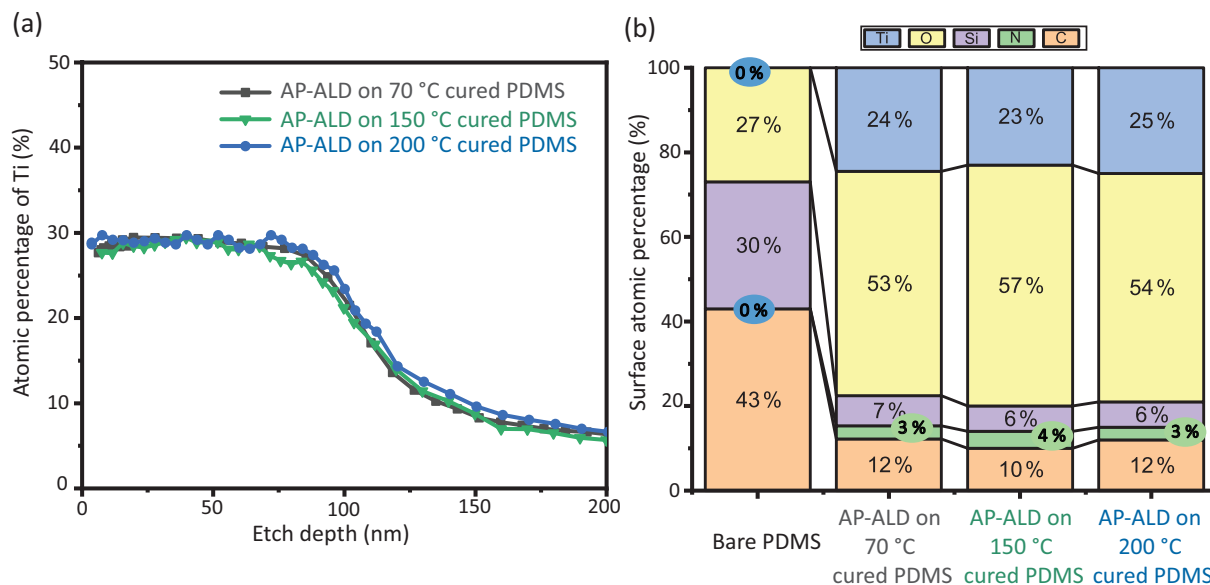 (a)
50
40
30
20
10
0
0
50
100
150
200
Atomic percentage of Ti (%)
Etch depth (nm)
AP-ALD on 70 °C cured PDMS
AP-ALD on 150 °C cured PDMS
AP-ALD on 200 °C cured PDMS
(b)
Ti O Si N C
100
80
60
40
20
0
Surface atomic percentage (%)
0 %
27 %
30 %
0 %
43 %
24 %
53 %
7 %
3 %
12 %
23 %
57 %
6 %
4 %
10 %
25 %
54 %
6 %
3 %
12 %
Bare PDMS
AP-ALD on
70 °C
cured PDMS
AP-ALD on
150 °C
cured PDMS
AP-ALD on
200 °C
cured PDMS